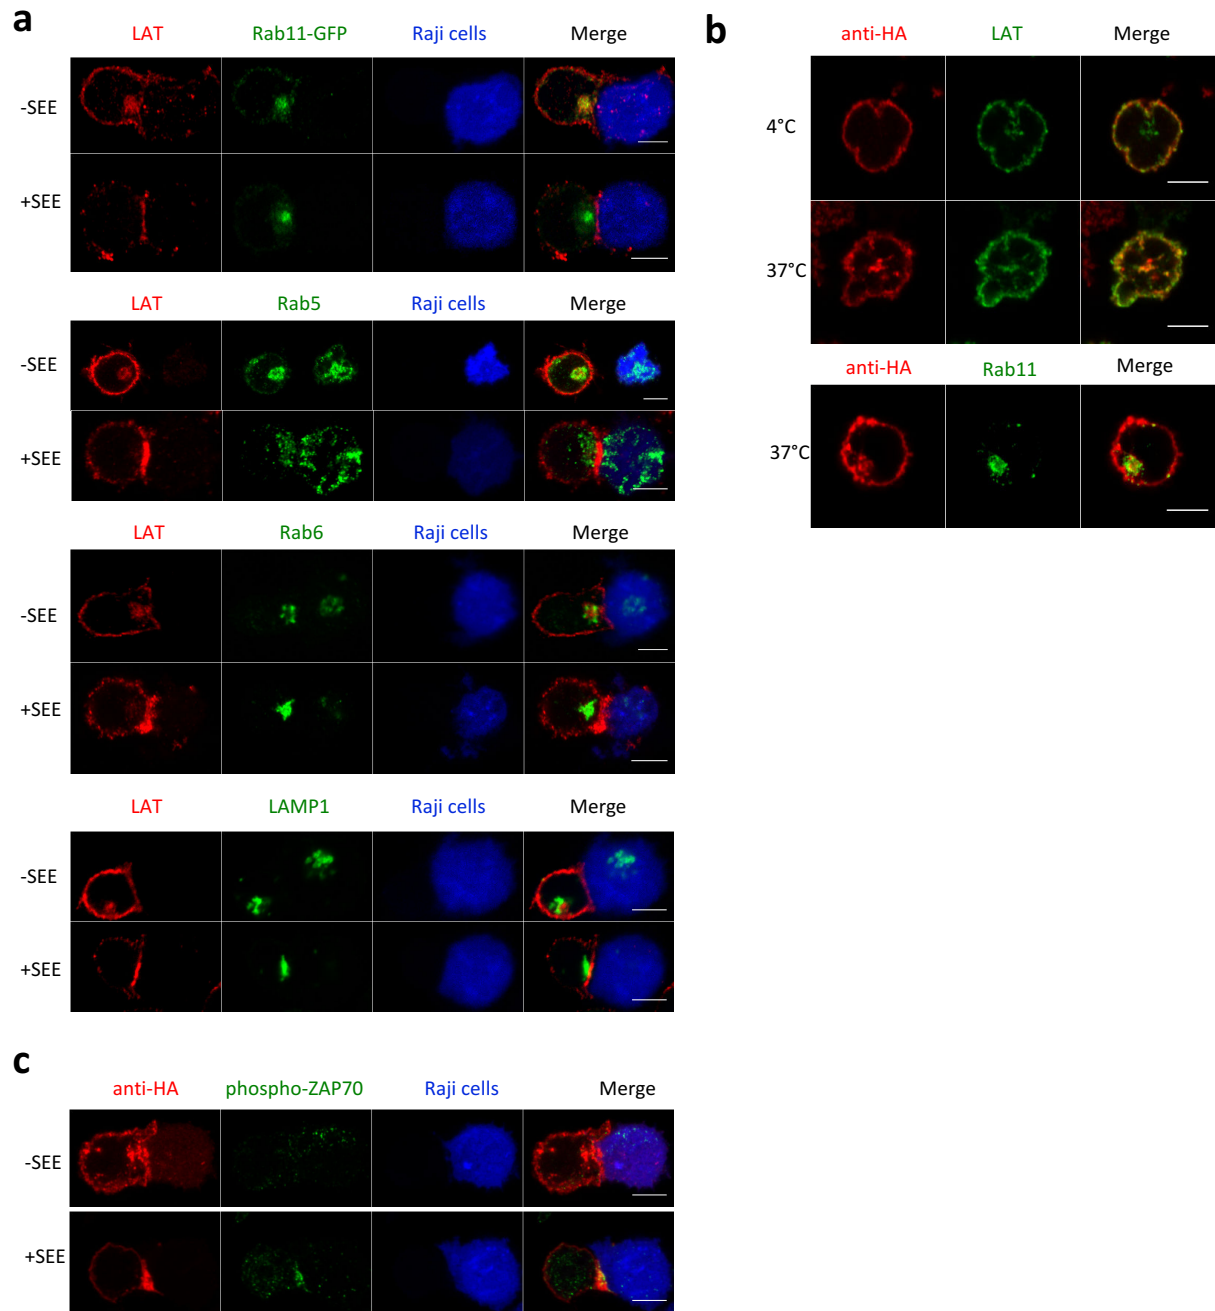 a
LAT Rab11-GFP Raji cells Merge
-SEE
+SEE
LAT Rab5 Raji cells Merge
-SEE
+SEE
LAT Rab6 Raji cells Merge
-SEE
+SEE
LAT LAMP1 Raji cells Merge
-SEE
+SEE
b
anti-HA LAT Merge
4°C
37°C
anti-HA Rab11 Merge
37°C
c
anti-HA phospho-ZAP70 Raji cells Merge
-SEE
+SEE